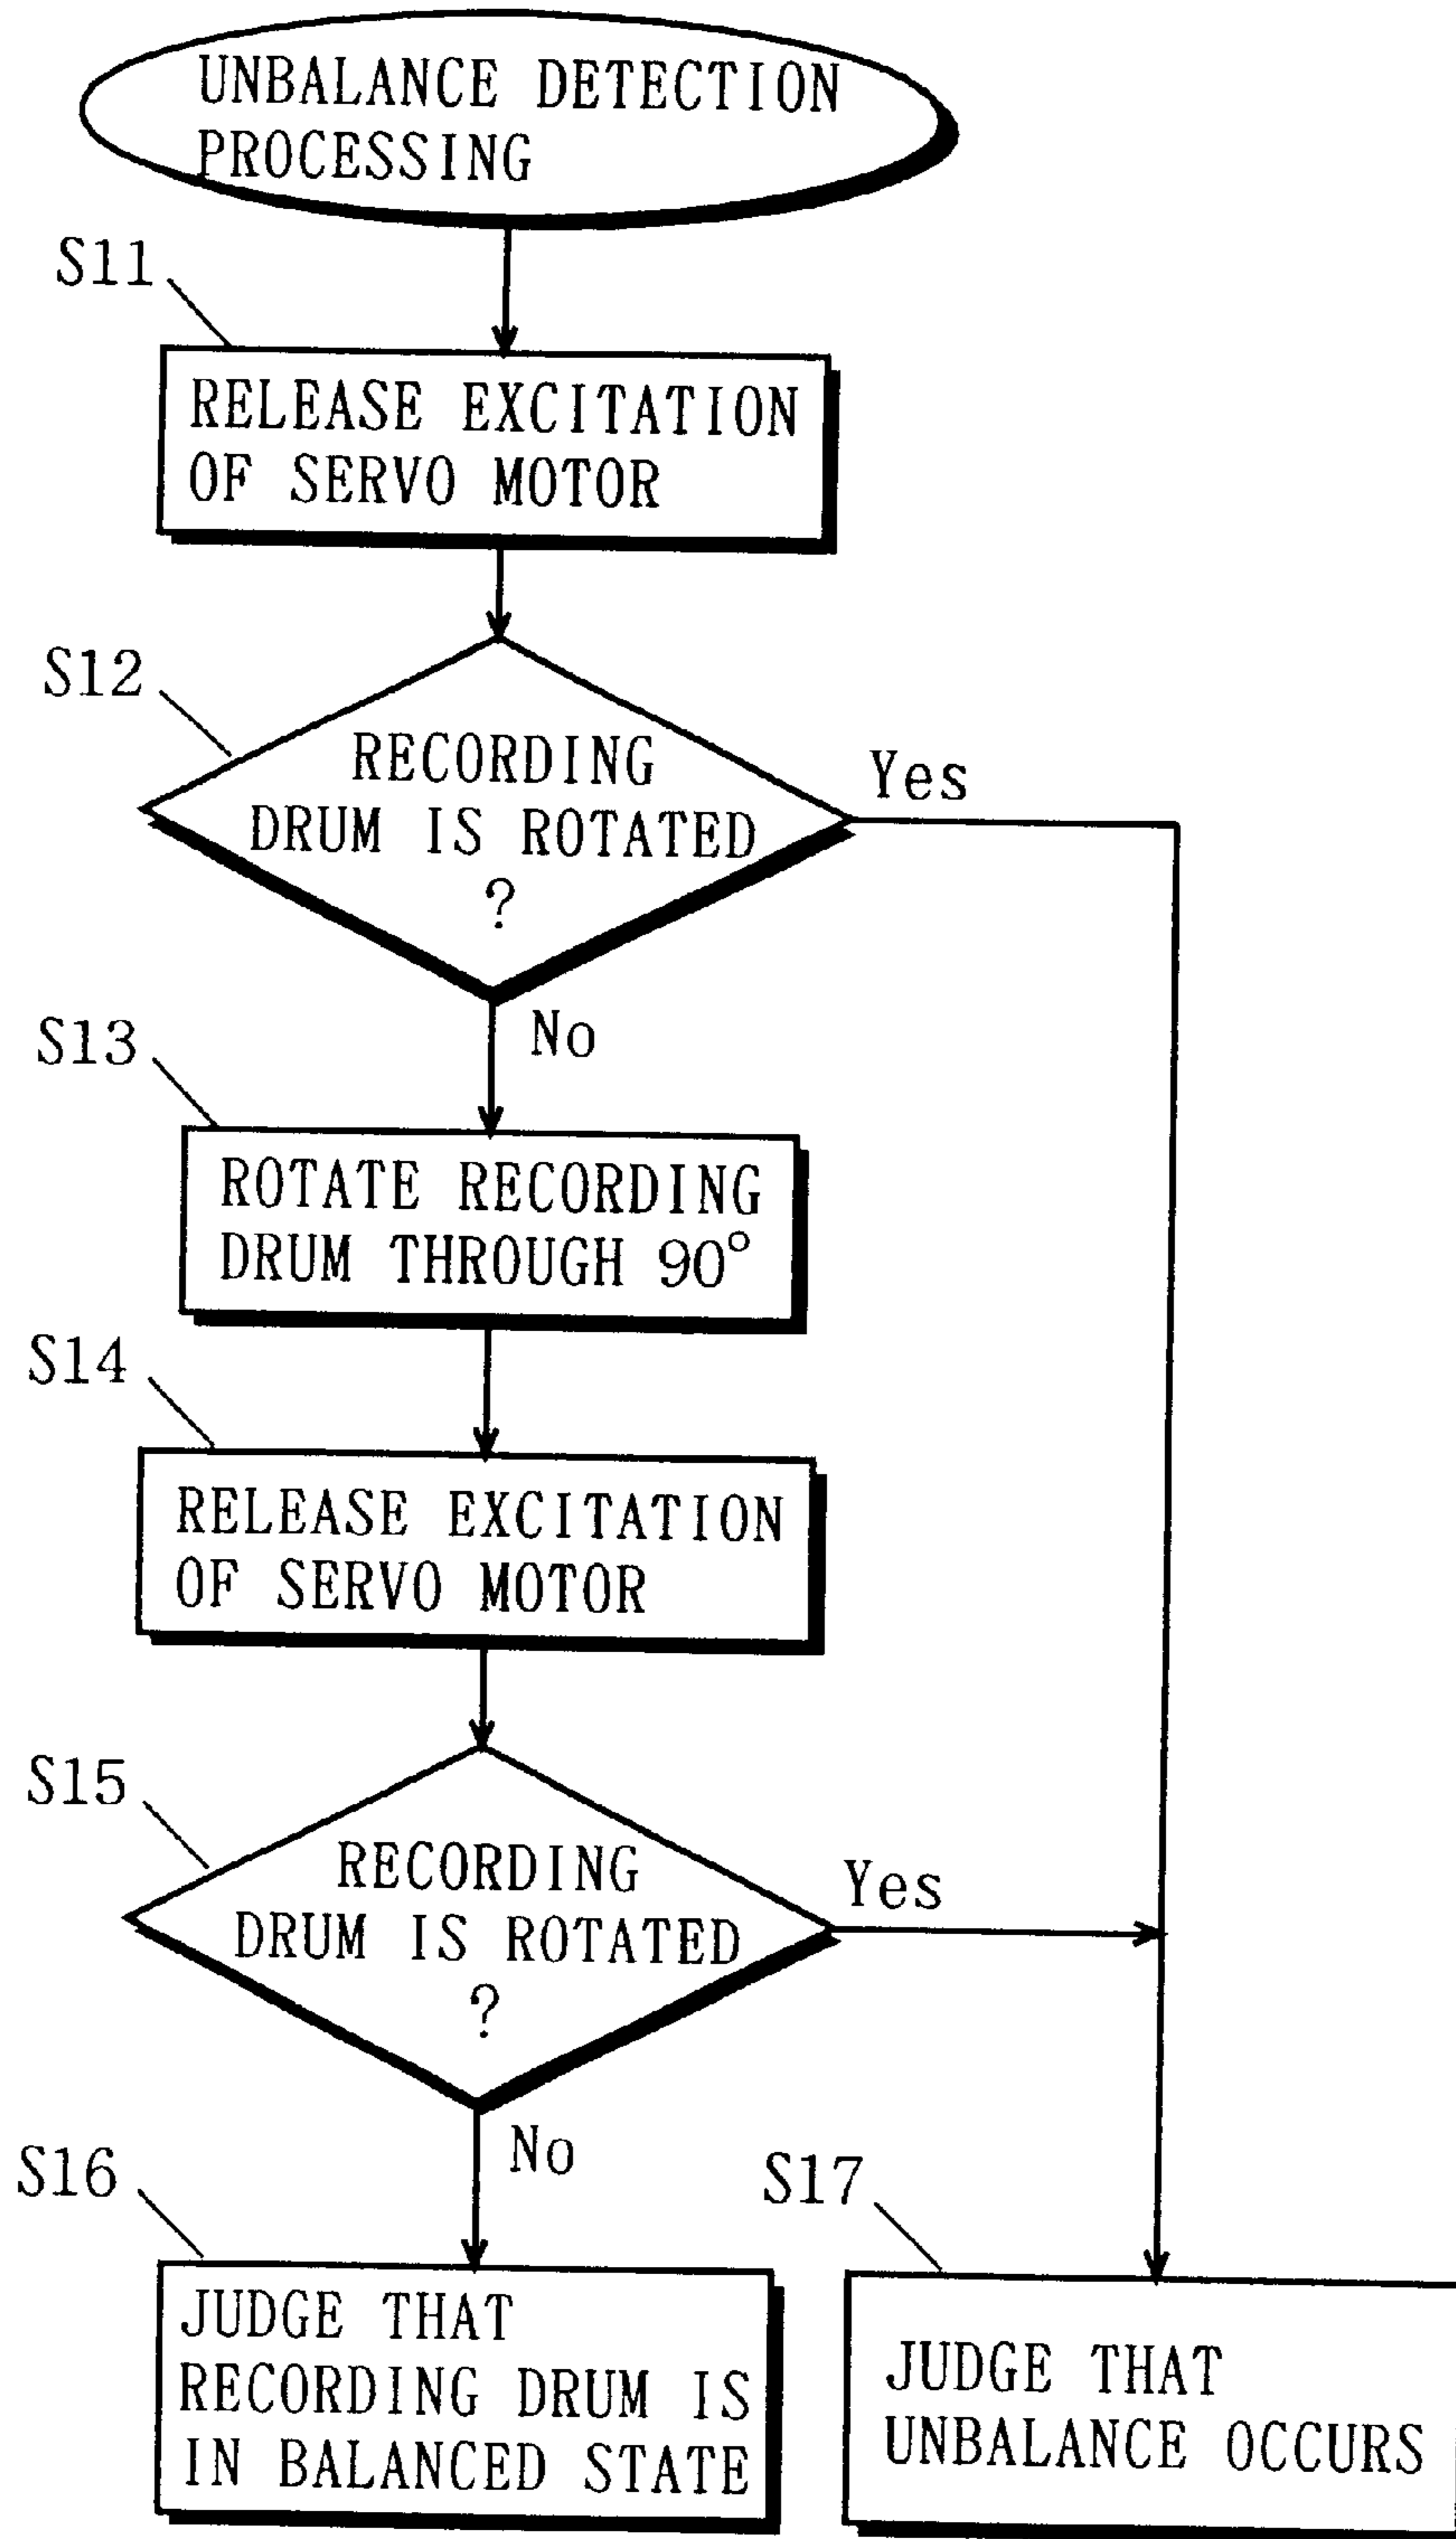 UNBALANCE DETECTION
PROCESSING
S11
RELEASE EXCITATION
OF SERVO MOTOR
S12
RECORDING
DRUM IS ROTATED
?
Yes
No
S13
ROTATE RECORDING
DRUM THROUGH 90°
S14
RELEASE EXCITATION
OF SERVO MOTOR
S15
RECORDING
DRUM IS ROTATED
?
Yes
No
S16
JUDGE THAT
RECORDING DRUM IS
IN BALANCED STATE
S17
JUDGE THAT
UNBALANCE OCCURS